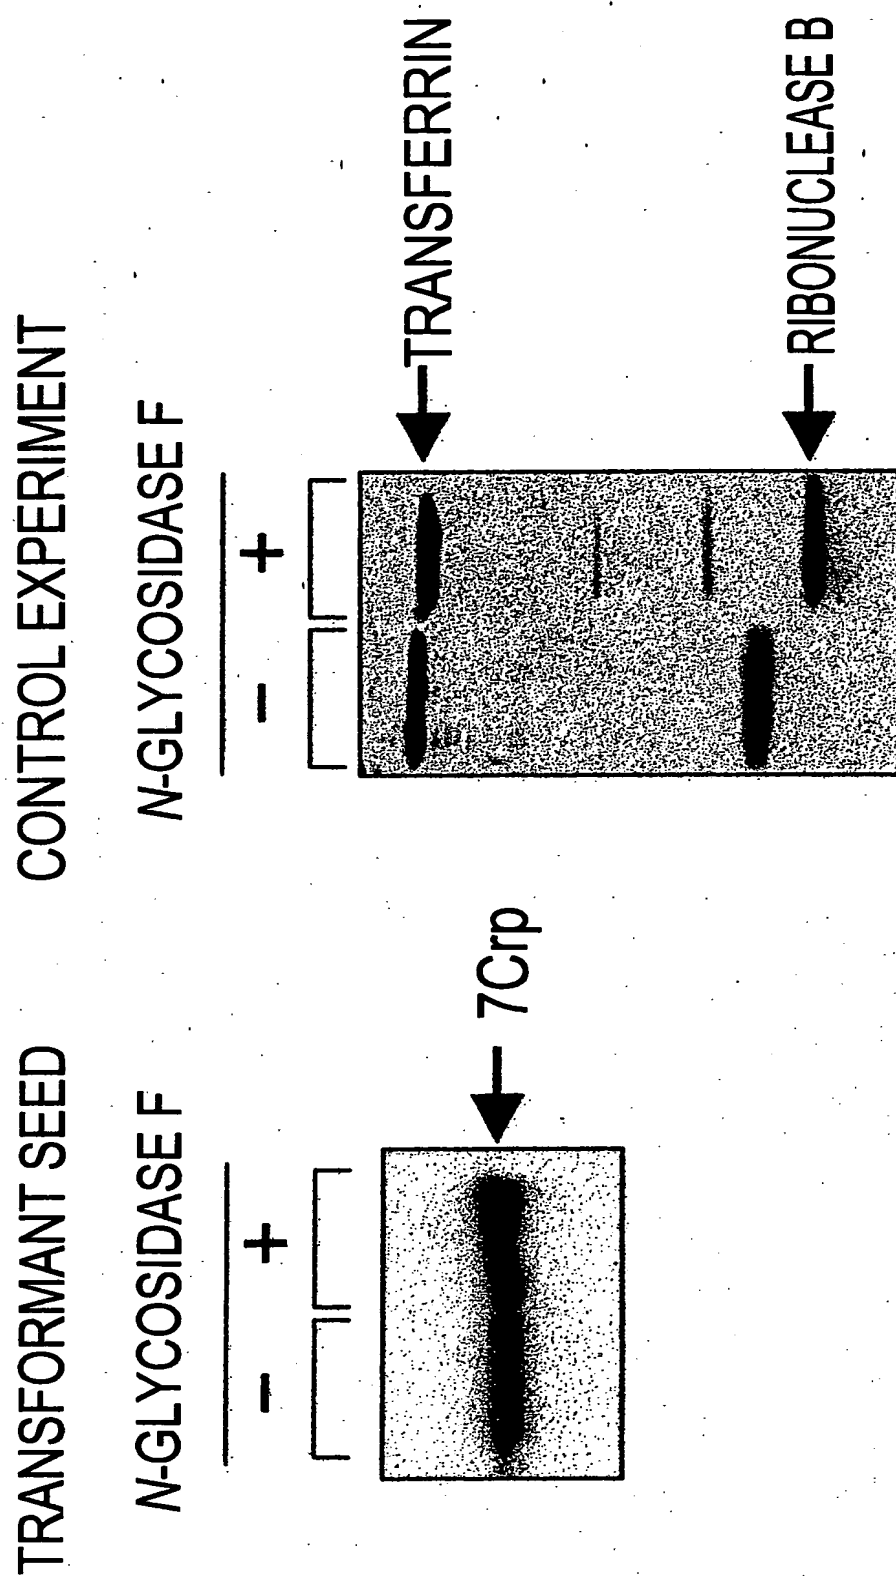 TRANSFORMANT SEED
N-GLYCOSIDASE F
− +
7Crp
CONTROL EXPERIMENT
N-GLYCOSIDASE F
− +
TRANSFERRIN
RIBONUCLEASE B